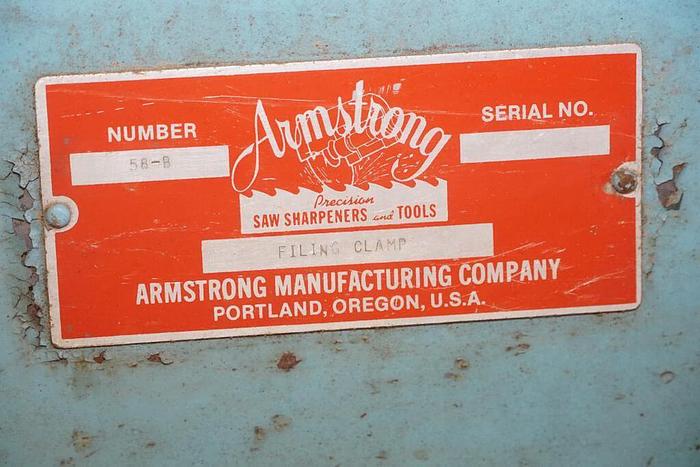 Armstrong
NUMBER
SERIAL NO.
58-B
Precision
SAW SHARPENERS and TOOLS
FILING CLAMP
ARMSTRONG MANUFACTURING COMPANY
PORTLAND, OREGON, U.S.A.